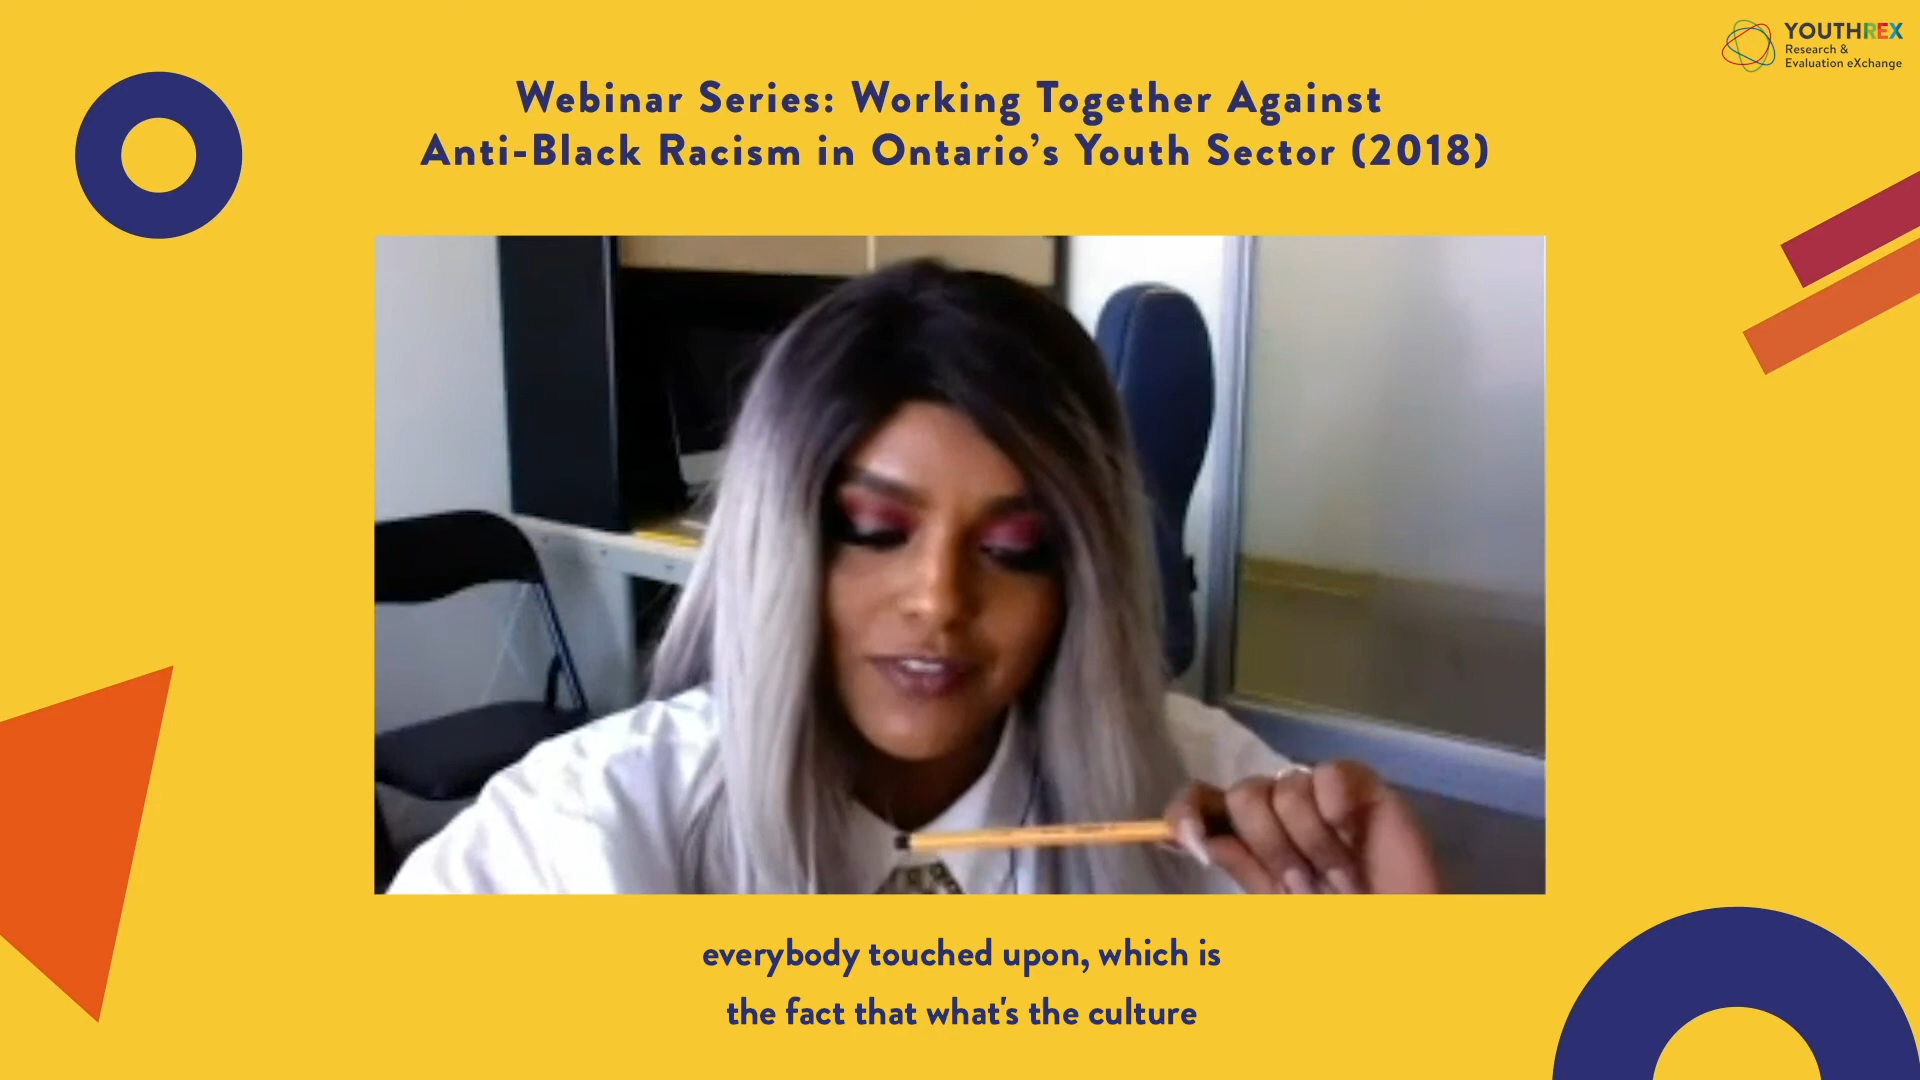 YOUTHREX
Research &
Evaluation eXchange
Webinar Series: Working Together Against
Anti-Black Racism in Ontario’s Youth Sector (2018)
everybody touched upon, which is
the fact that what's the culture